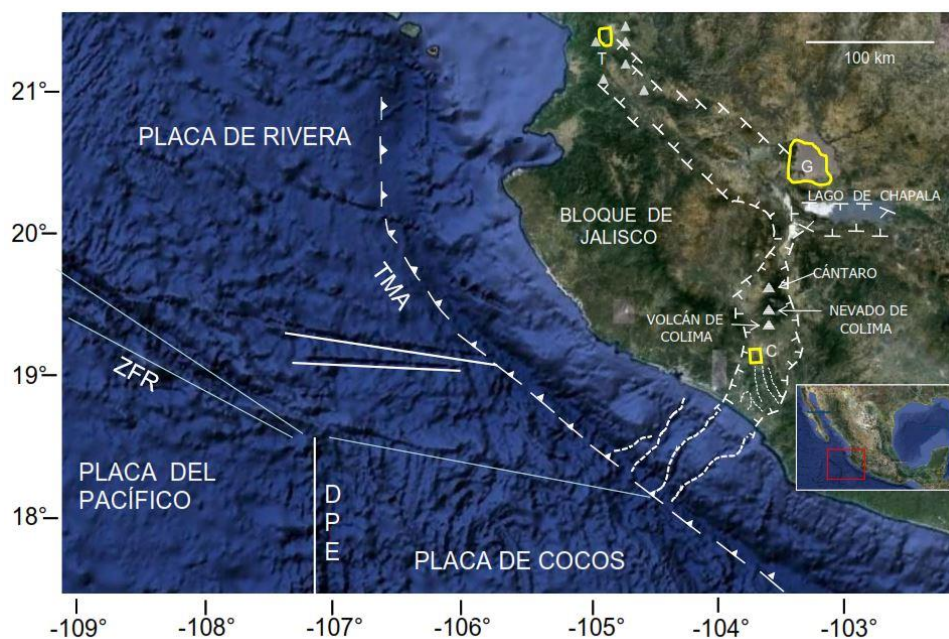 21°
20°
19°
18°
-109°
-108°
-107°
-106°
-105°
-104°
-103°
PLACA DE RIVERA
TMA
ZFR
PLACA DEL
PACÍFICO
D
P
E
PLACA DE COCOS
T
100 km
G
LAGO DE CHAPALA
BLOQUE DE
JALISCO
CÁNTARO
NEVADO DE
COLIMA
VOLCÁN DE
COLIMA
C